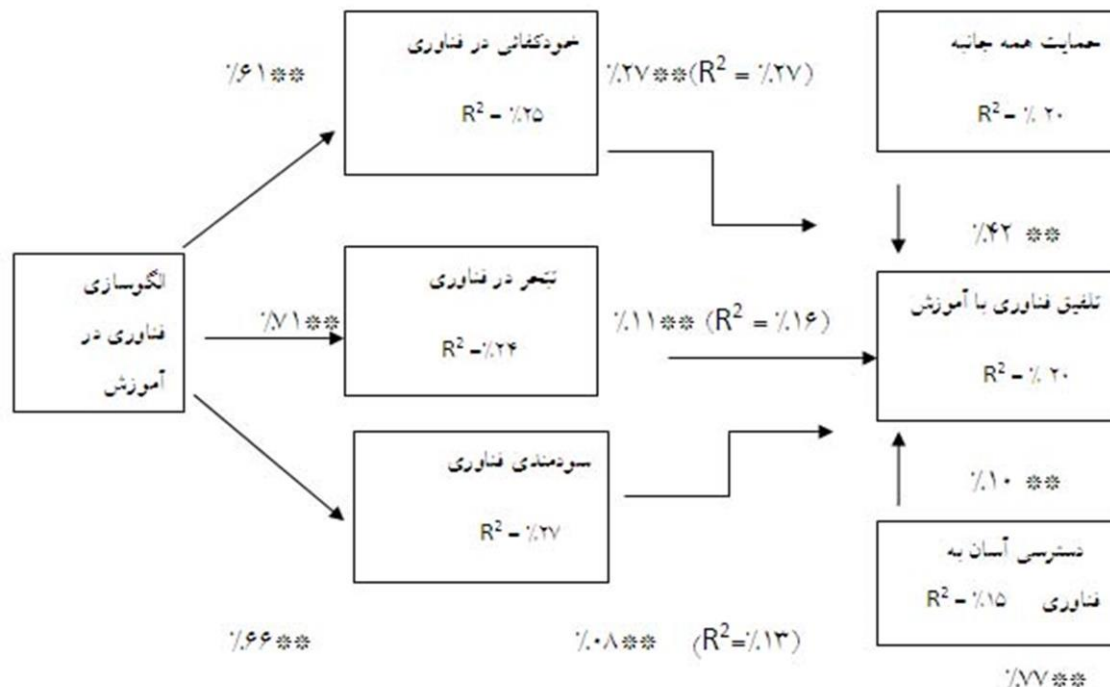 خودکفائی در فناوری
R² – ٪۲۵
حمایت همه جانبه
R² – ٪ ۲۰
٪۶۱**
٪۲۷**(R² = ٪۲۷)
٪۴۲ **
الگوسازی
فناوری در
آموزش
٪۷۱**
تبّحر در فناوری
R² –٪۲۴
٪۱۱** (R² = ٪۱۶)
تلفیق فناوری با آموزش
R² – ٪ ۲۰
سودمندی فناوری
R² – ٪۲۷
٪۱۰ **
دسترسی آسان به
فناوری R² – ٪۱۵
٪۶۶**
٪۰۸** (R²=٪۱۳)
٪۷۷**